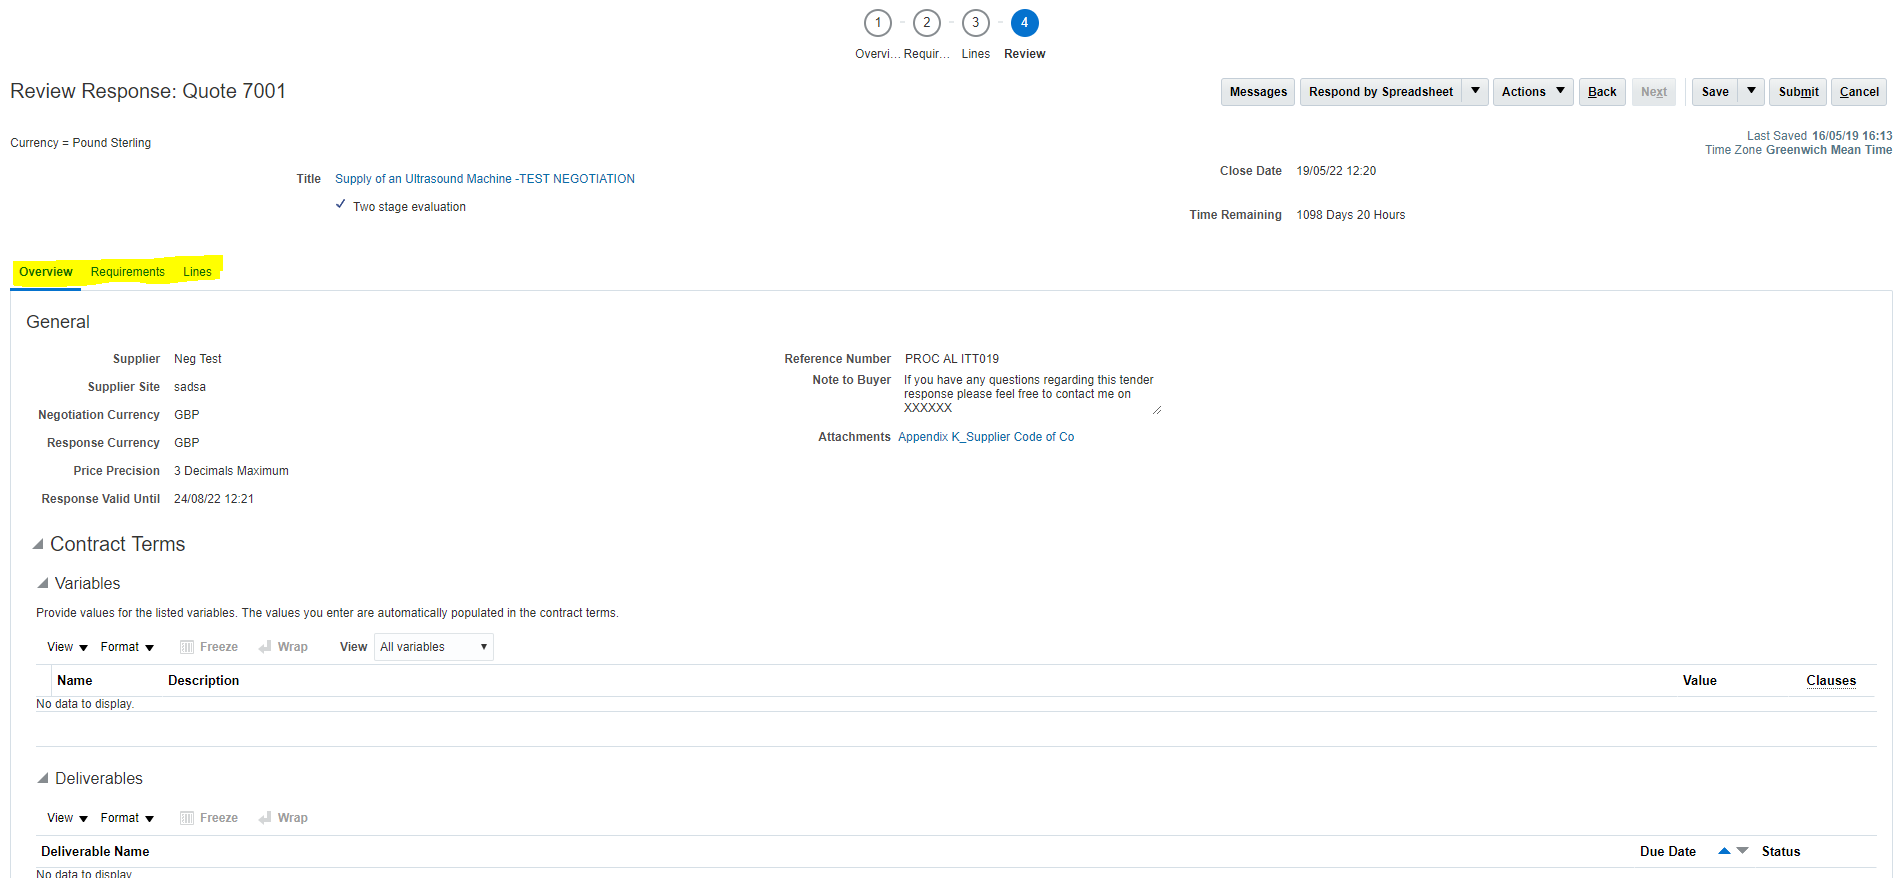 1 2 3 4
Overvi... Requir... Lines Review
Review Response: Quote 7001
Messages Respond by Spreadsheet Actions Back Next Save Submit Cancel
Currency = Pound Sterling
Last Saved 16/05/19 16:13
Time Zone Greenwich Mean Time
Title Supply of an Ultrasound Machine -TEST NEGOTIATION
Two stage evaluation
Close Date 19/05/22 12:20
Time Remaining 1098 Days 20 Hours
Overview Requirements Lines
General
Supplier Neg Test
Supplier Site sadsa
Negotiation Currency GBP
Response Currency GBP
Price Precision 3 Decimals Maximum
Response Valid Until 24/08/22 12:21
Reference Number PROC AL ITT019
Note to Buyer If you have any questions regarding this tender
response please feel free to contact me on
XXXXXX
Attachments Appendix K_Supplier Code of Co
Contract Terms
Variables
Provide values for the listed variables. The values you enter are automatically populated in the contract terms.
View Format Freeze Wrap View All variables
Name Description Value Clauses
No data to display.
Deliverables
View Format Freeze Wrap
Deliverable Name Due Date Status
No data to display